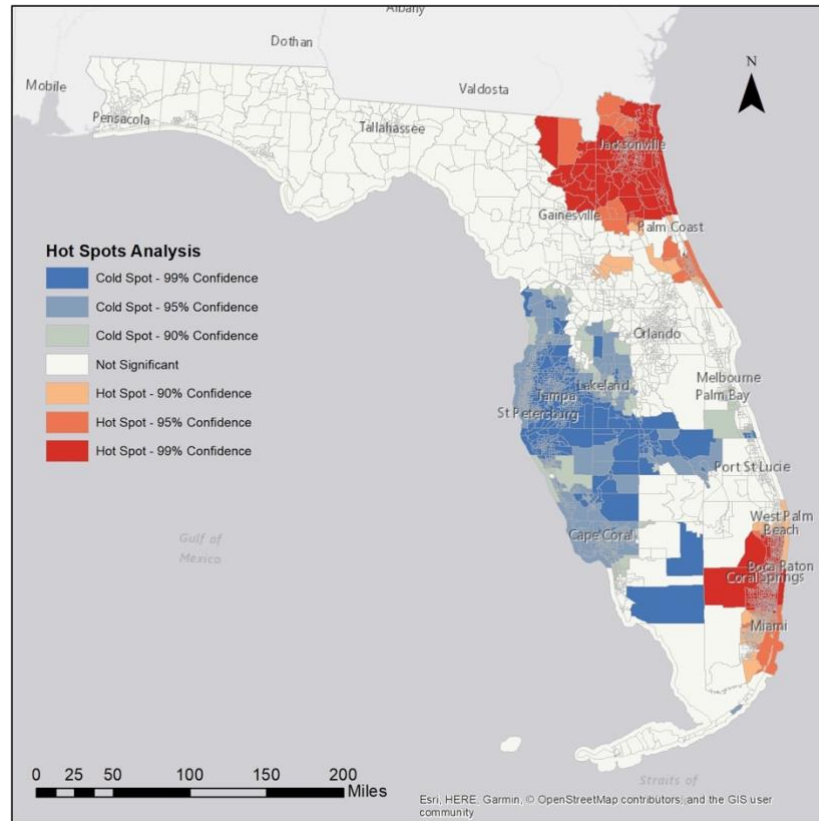 Albany
Dothan
Mobile
Valdosta
N
Pensacola
Tallahassee
Jacksonville
Gainesville
Palm Coast
Hot Spots Analysis
Cold Spot - 99% Confidence
Cold Spot - 95% Confidence
Cold Spot - 90% Confidence
Not Significant
Hot Spot - 90% Confidence
Hot Spot - 95% Confidence
Hot Spot - 99% Confidence
Orlando
Lakeland
Tampa
St Petersburg
Melbourne
Palm Bay
Port St Lucie
West Palm
Beach
Gulf of
Mexico
Cape Coral
Boca Raton
Coral Springs
Miami
0 25 50 100 150 200
Miles
Straits of
Esri, HERE, Garmin, © OpenStreetMap contributors, and the GIS user
community